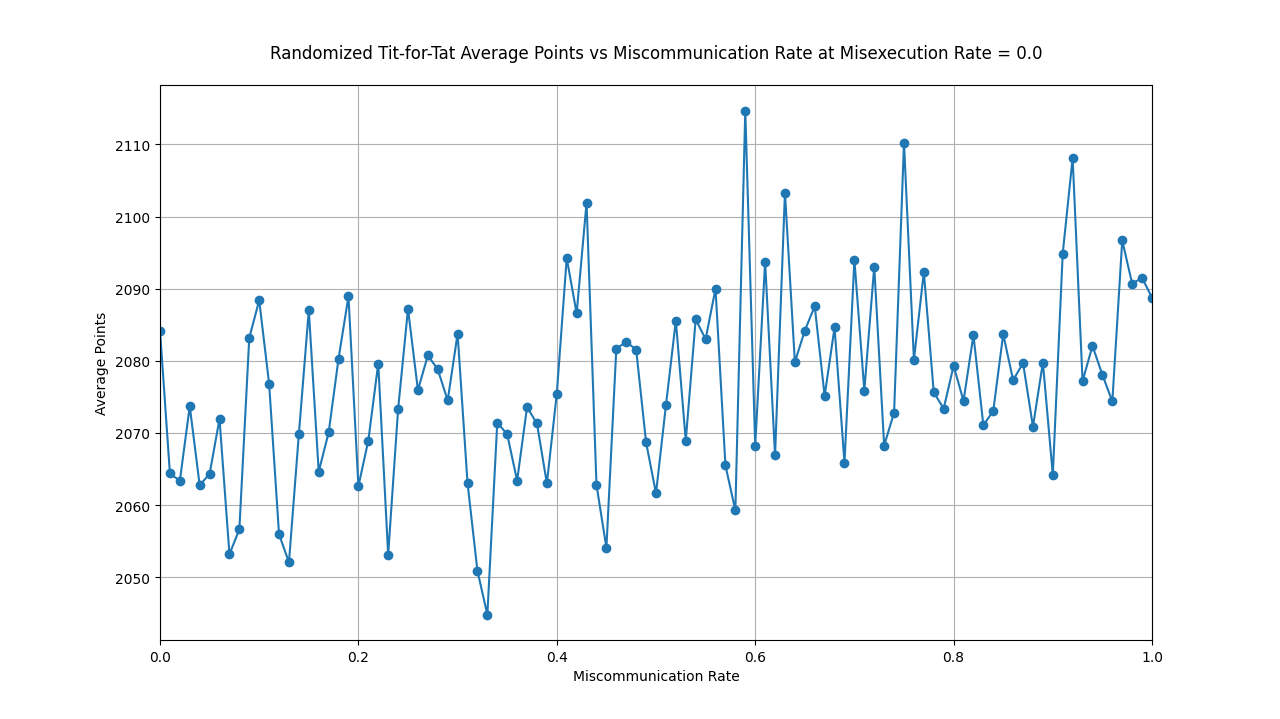 Randomized Tit-for-Tat Average Points vs Miscommunication Rate at Misexecution Rate = 0.0
Average Points
2110
2100
2090
2080
2070
2060
2050
0.0 0.2 0.4 0.6 0.8 1.0
Miscommunication Rate